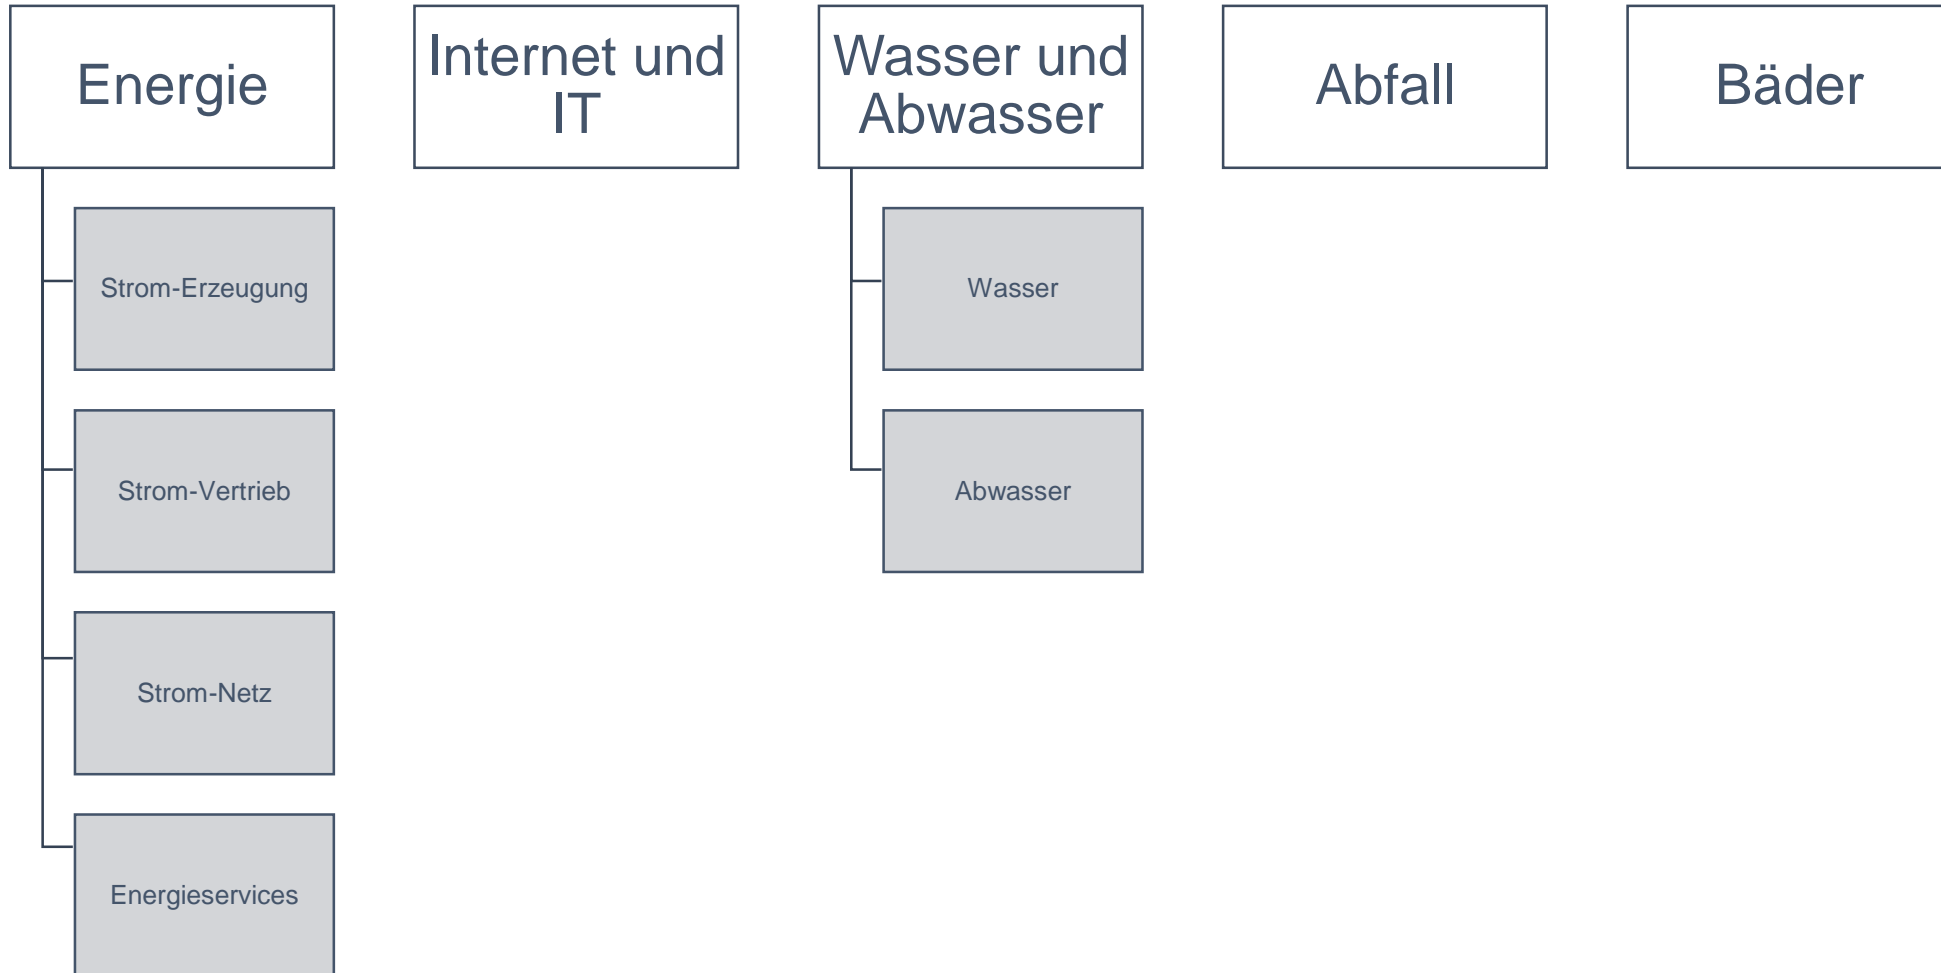 Energie
Internet und
IT
Wasser und
Abwasser
Abfall
Bäder
Strom-Erzeugung
Wasser
Strom-Vertrieb
Abwasser
Strom-Netz
Energieservices